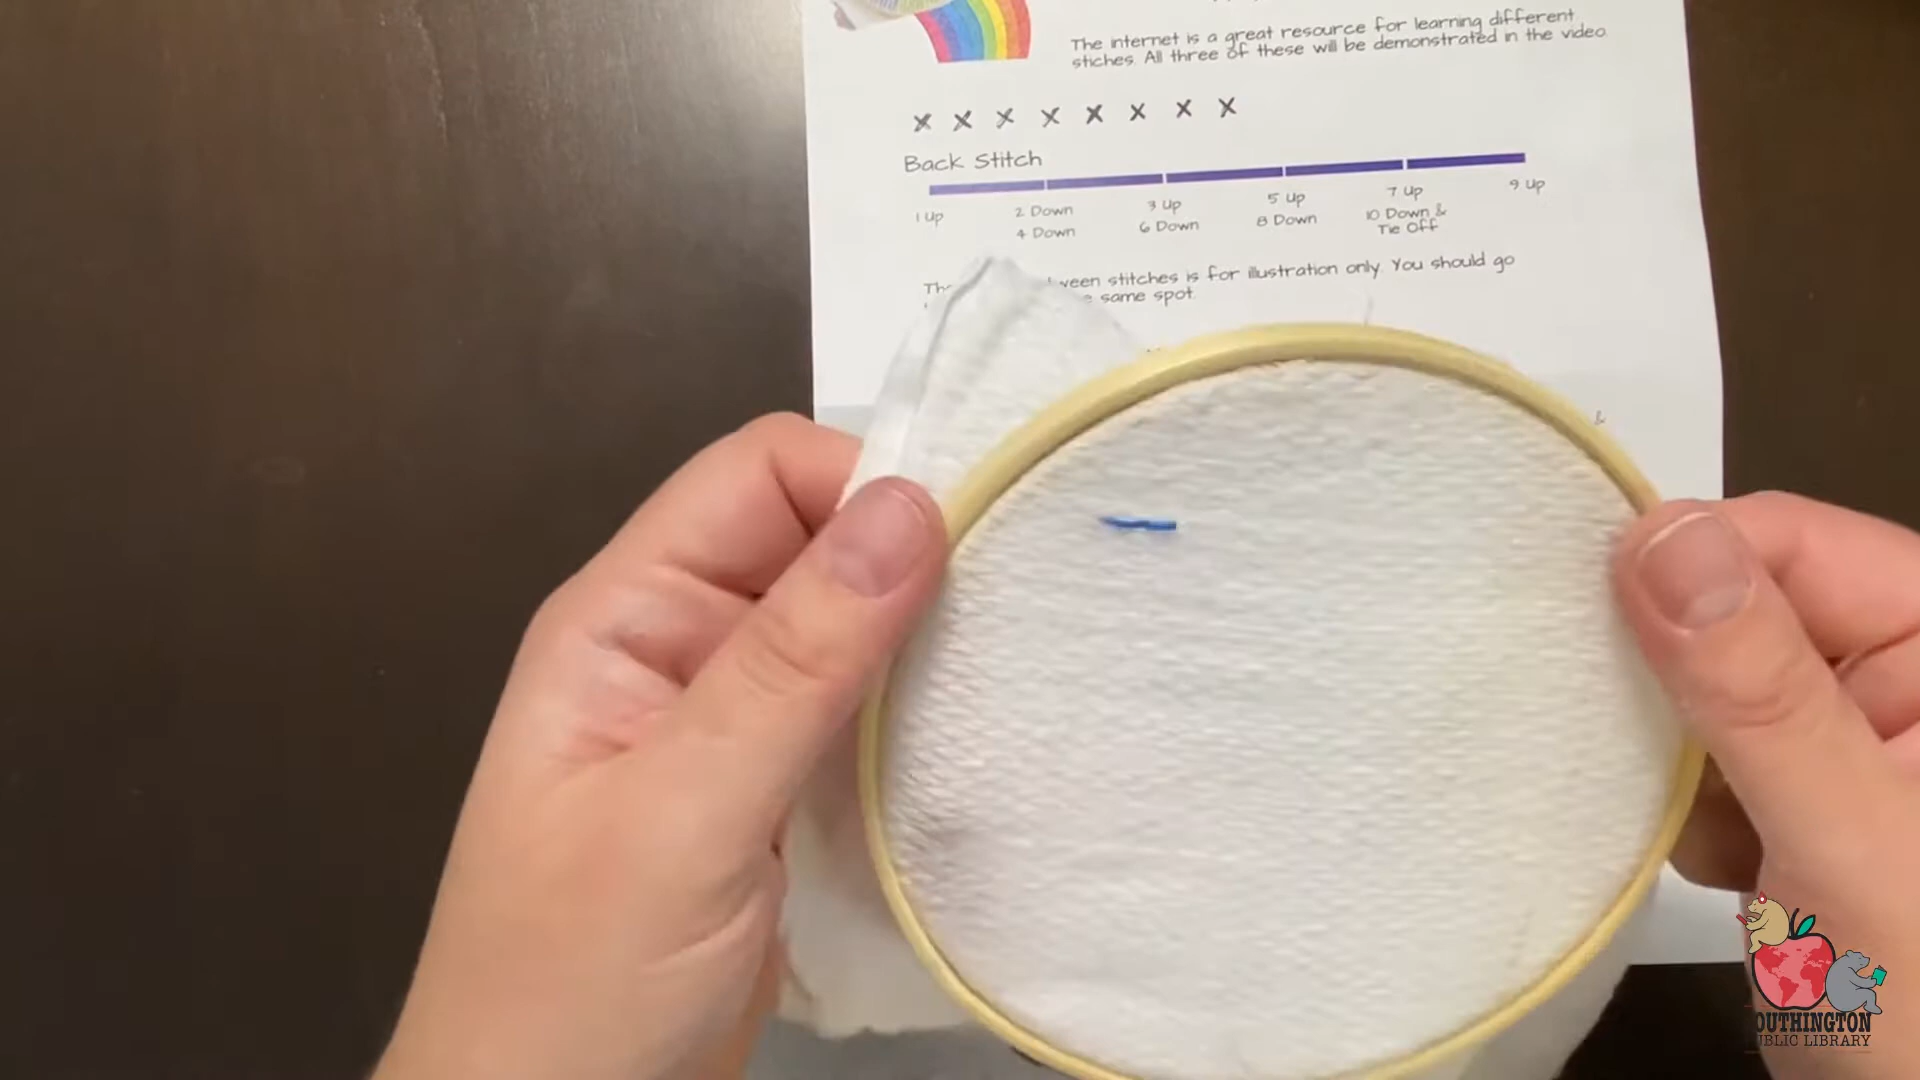 The internet is a great resource for learning different
stiches. All three of these will be demonstrated in the video.
x x x x x x x x
Back Stitch
1 Up 2 Down 3 Up 5 Up 7 Up 9 Up
4 Down 6 Down 8 Down 10 Down &
Tie Off
stitches is for illustration only. You should go
same spot.
&
PUBLIC LIBRARY